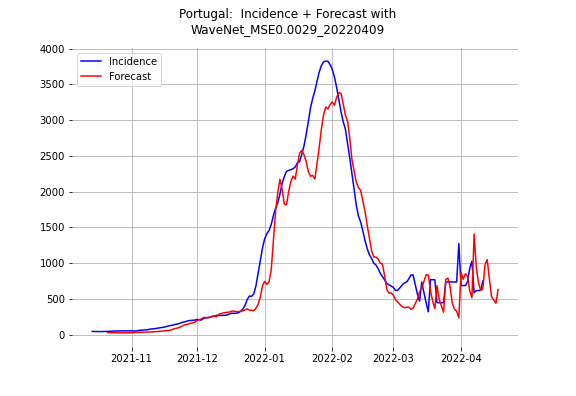 Portugal:  Incidence + Forecast with
WaveNet_MSE0.0029_20220409
Incidence
Forecast
4000
3500
3000
2500
2000
1500
1000
500
0
2021-11 2021-12 2022-01 2022-02 2022-03 2022-04